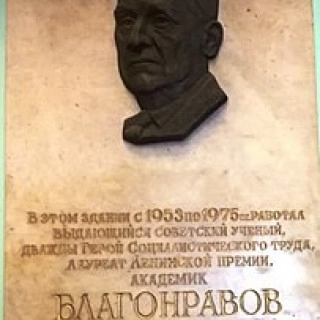 В ЭТОМ ЗДАНИИ С 1953 ПО 1975 гг. РАБОТАЛ
ВЫДАЮЩИЙСЯ СОВЕТСКИЙ УЧЕНЫЙ,
ДВАЖДЫ ГЕРОЙ СОЦИАЛИСТИЧЕСКОГО ТРУДА,
ЛАУРЕАТ ЛЕНИНСКОЙ ПРЕМИИ,
АКАДЕМИК
БЛАГОНРАВОВ